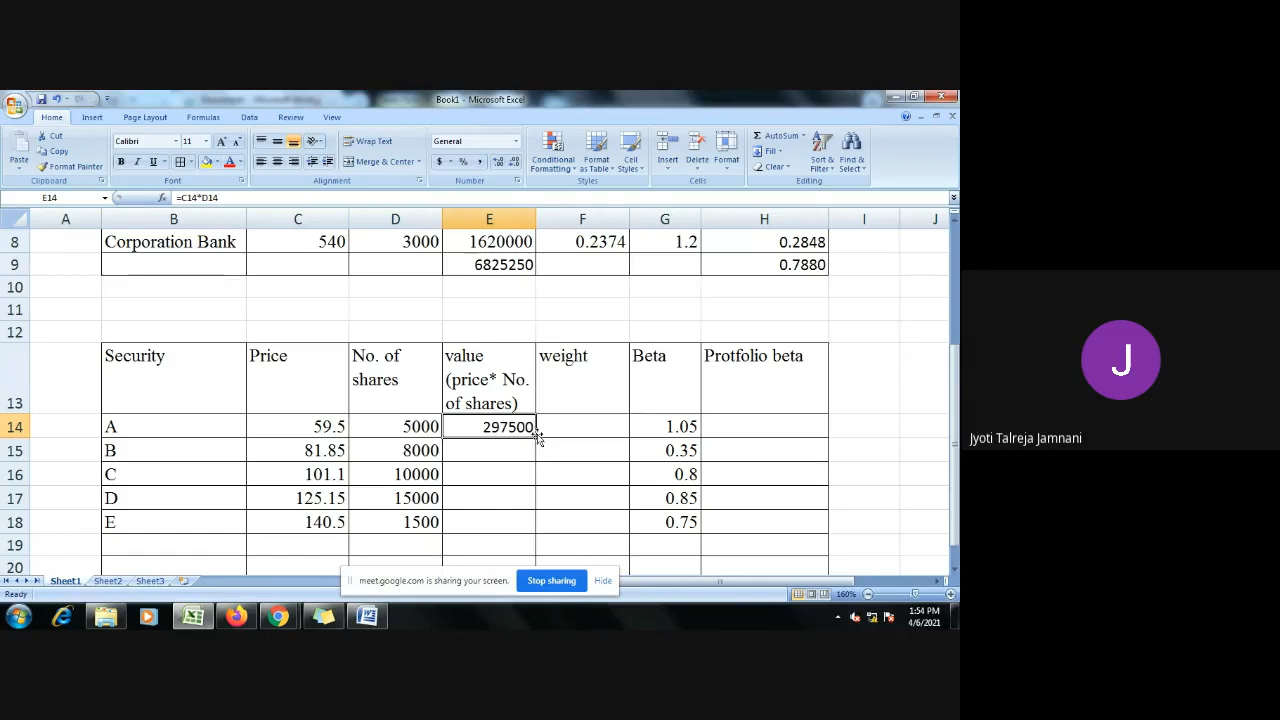 Book1 - Microsoft Excel
Home Insert Page Layout Formulas Data Review View
Cut
Copy
Format Painter
Paste
Clipboard
Calibri 11
Font
Wrap Text
Merge & Center
Alignment
General
Number
Conditional Formatting
Format as Table
Cell Styles
Styles
Insert Delete Format
Cells
AutoSum
Fill
Clear
Sort & Filter
Find & Select
Editing
E14 fx =C14*D14
A B C D E F G H I J
8 Corporation Bank 540 3000 1620000 0.2374 1.2 0.2848
9 6825250 0.7880
10
11
12
13 Security Price No. of shares value (price* No. of shares) weight Beta Protfolio beta
14 A 59.5 5000 297500 1.05
15 B 81.85 8000 0.35
16 C 101.1 10000 0.8
17 D 125.15 15000 0.85
18 E 140.5 1500 0.75
19
20
Sheet1 Sheet2 Sheet3
meet.google.com is sharing your screen. Stop sharing Hide
Ready 160%
1:54 PM
4/6/2021
J
Jyoti Talreja Jamnani